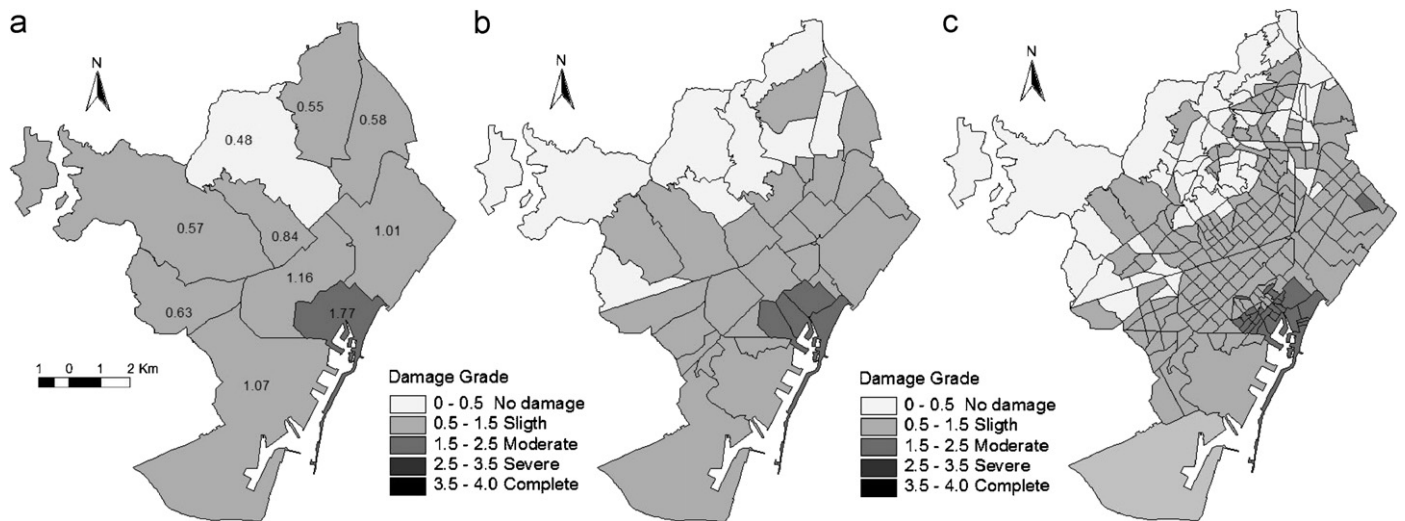 a
N
0.55
0.58
0.48
0.57
0.84
1.01
1.16
0.63
1.77
1.07
1 0 1 2 Km
b
N
Damage Grade
0 - 0.5 No damage
0.5 - 1.5 Sligth
1.5 - 2.5 Moderate
2.5 - 3.5 Severe
3.5 - 4.0 Complete
c
N
Damage Grade
0 - 0.5 No damage
0.5 - 1.5 Sligth
1.5 - 2.5 Moderate
2.5 - 3.5 Severe
3.5 - 4.0 Complete